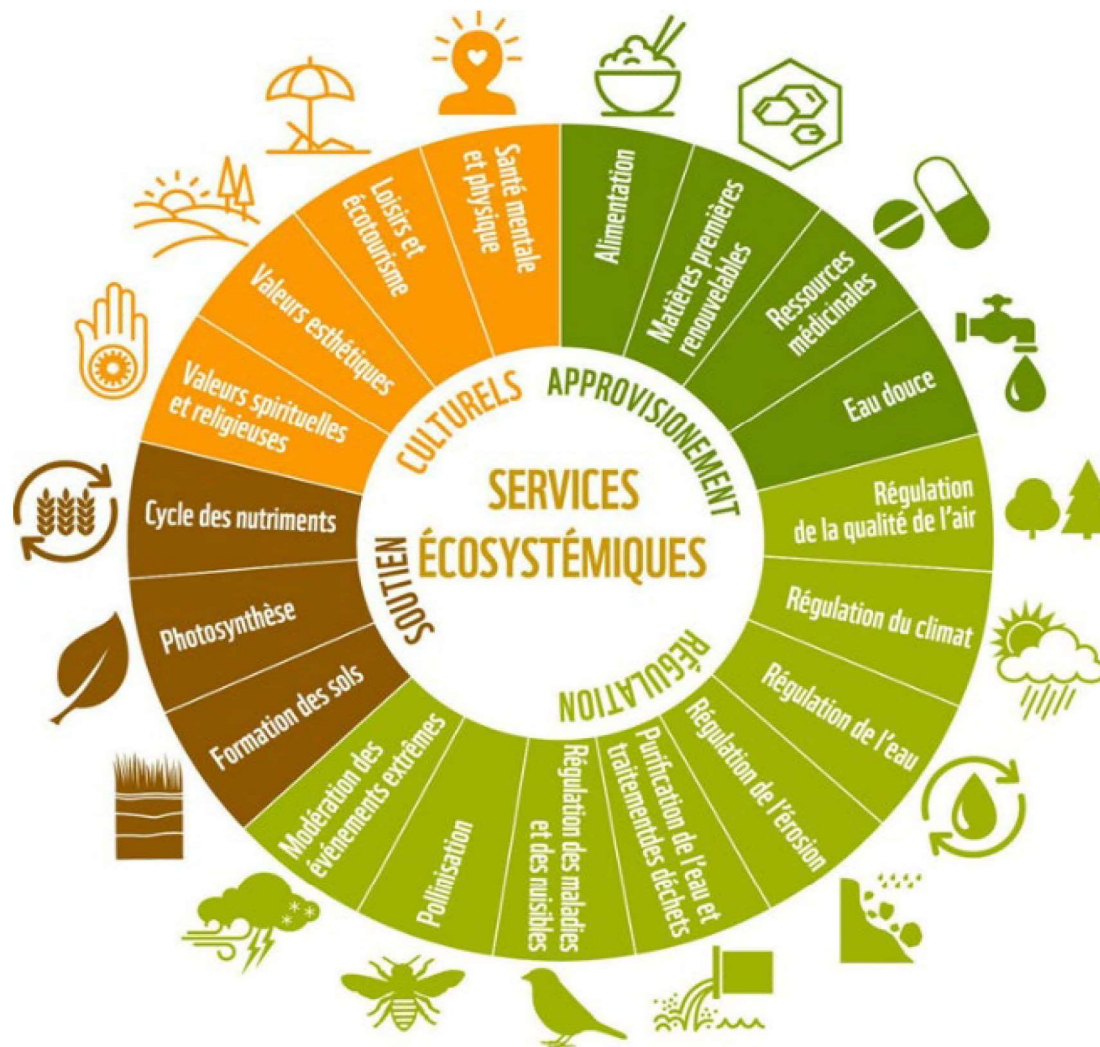 SERVICES
ÉCOSYSTÉMIQUES
APPROVISIONEMENT
Alimentation
Matières premières
renouvelables
Ressources
médicinales
Eau douce
RÉGULATION
Régulation
de la qualité de l'air
Régulation du climat
Régulation de l'eau
Régulation de l'érosion
Purification de l'eau et
traitementdes déchets
Régulation des maladies
et des nuisibles
Pollinisation
Modération des
événements extrêmes
SOUTIEN
Formation des sols
Photosynthèse
Cycle des nutriments
CULTURELS
Valeurs spirituelles
et religieuses
Valeurs esthétiques
Loisirs et
écotourisme
Santé mentale
et physique